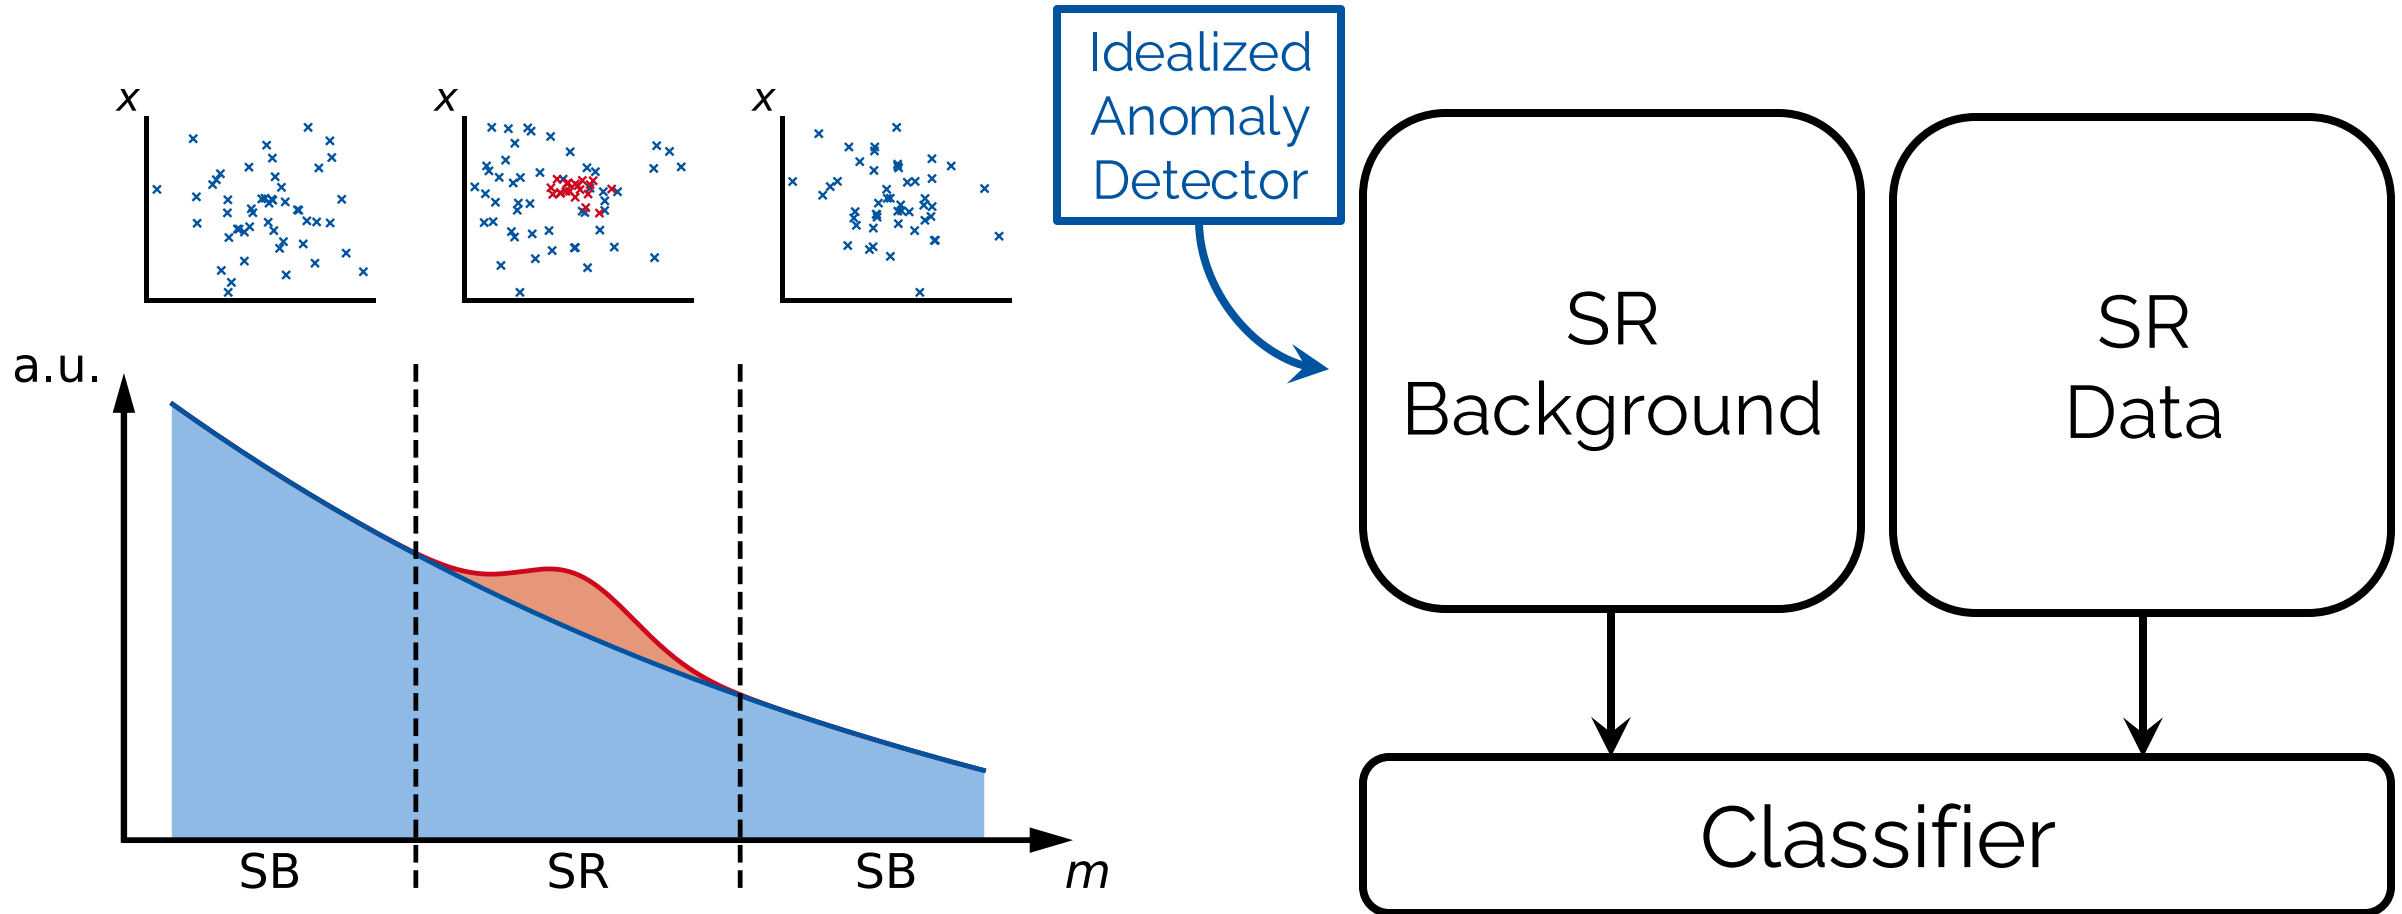 x
x
x
a.u.
SB
SR
SB
m
Idealized
Anomaly
Detector
SR
Background
SR
Data
Classifier